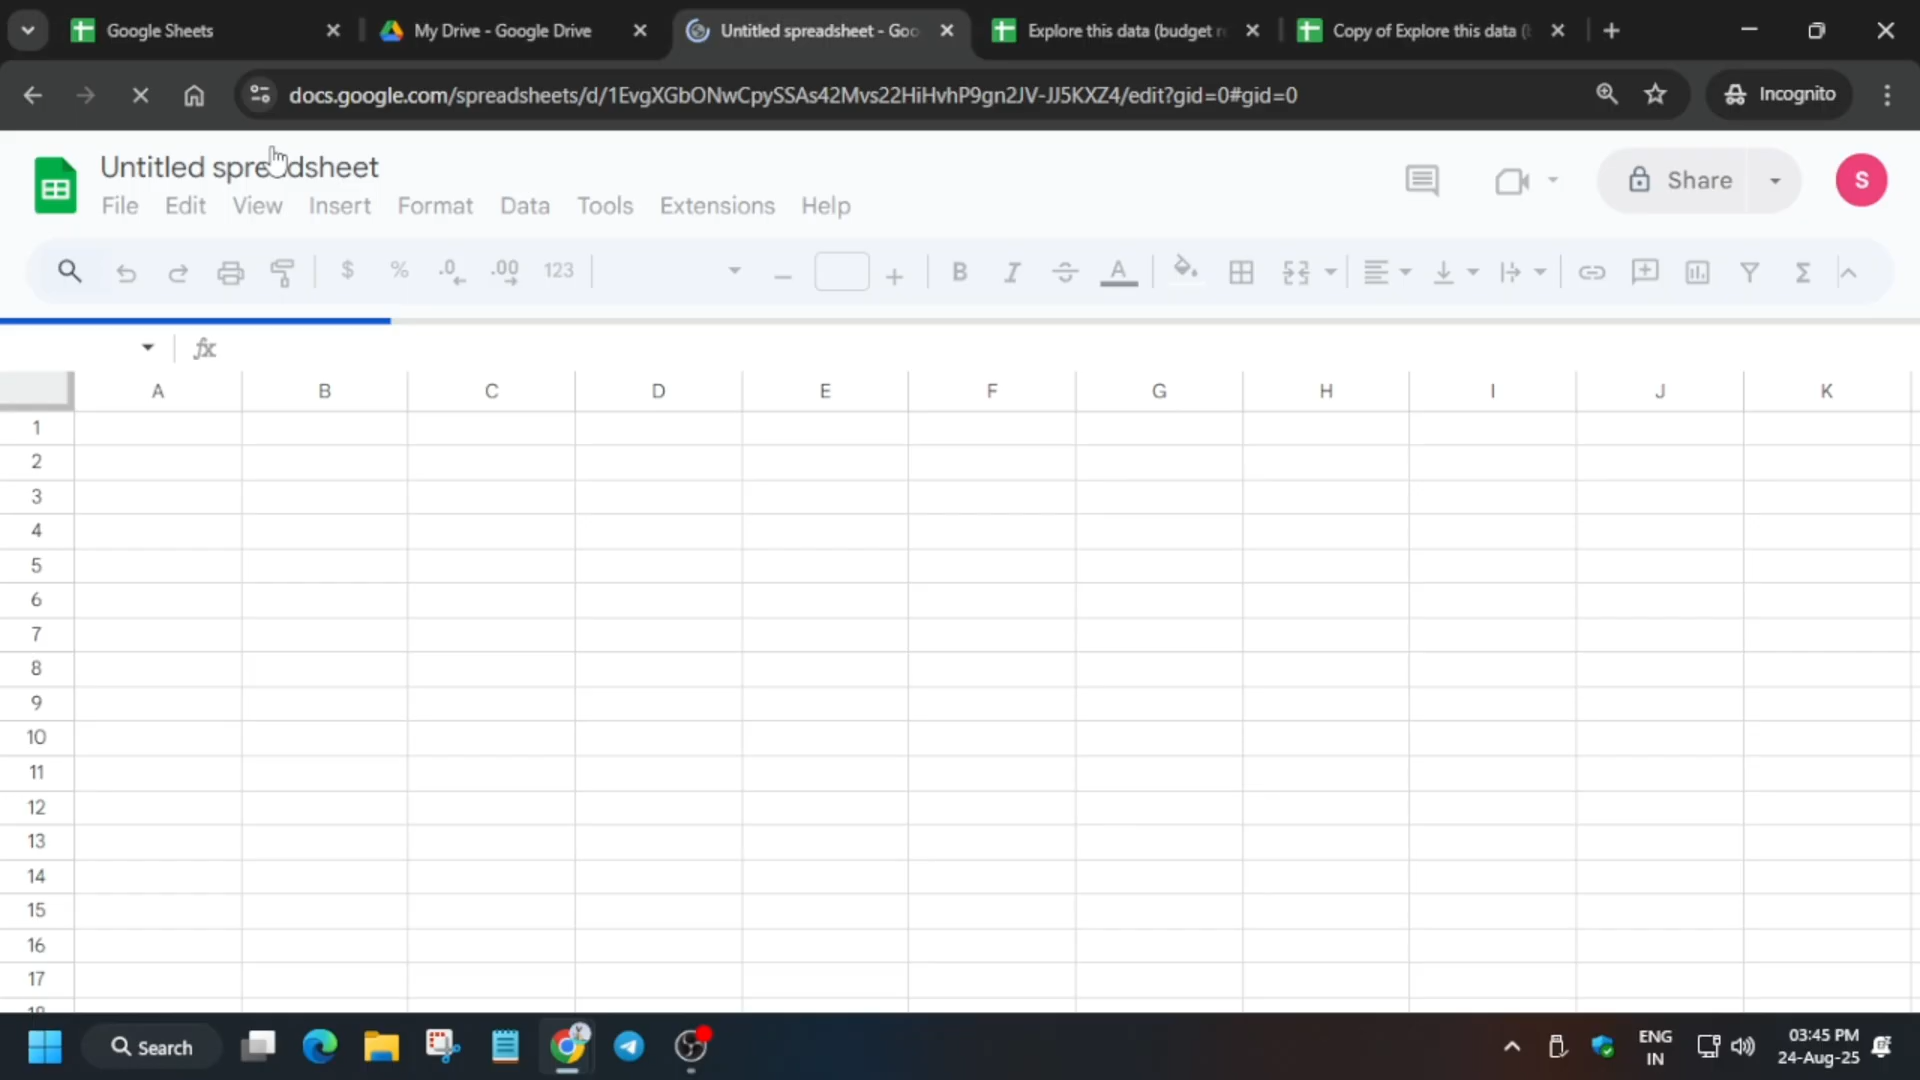 Google Sheets
My Drive - Google Drive
Untitled spreadsheet - Goo
Explore this data (budget r
Copy of Explore this data (
docs.google.com/spreadsheets/d/1EvgXGbONwCpySSAs42Mvs22HiHvhP9gn2JV-JJ5KXZ4/edit?gid=0#gid=0
Incognito
Untitled spreadsheet
File Edit View Insert Format Data Tools Extensions Help
Share
S
$ % .0 .00 123
B I A Σ
fx
A B C D E F G H I J K
1
2
3
4
5
6
7
8
9
10
11
12
13
14
15
16
17
18
Search
ENG
IN
03:45 PM
24-Aug-25